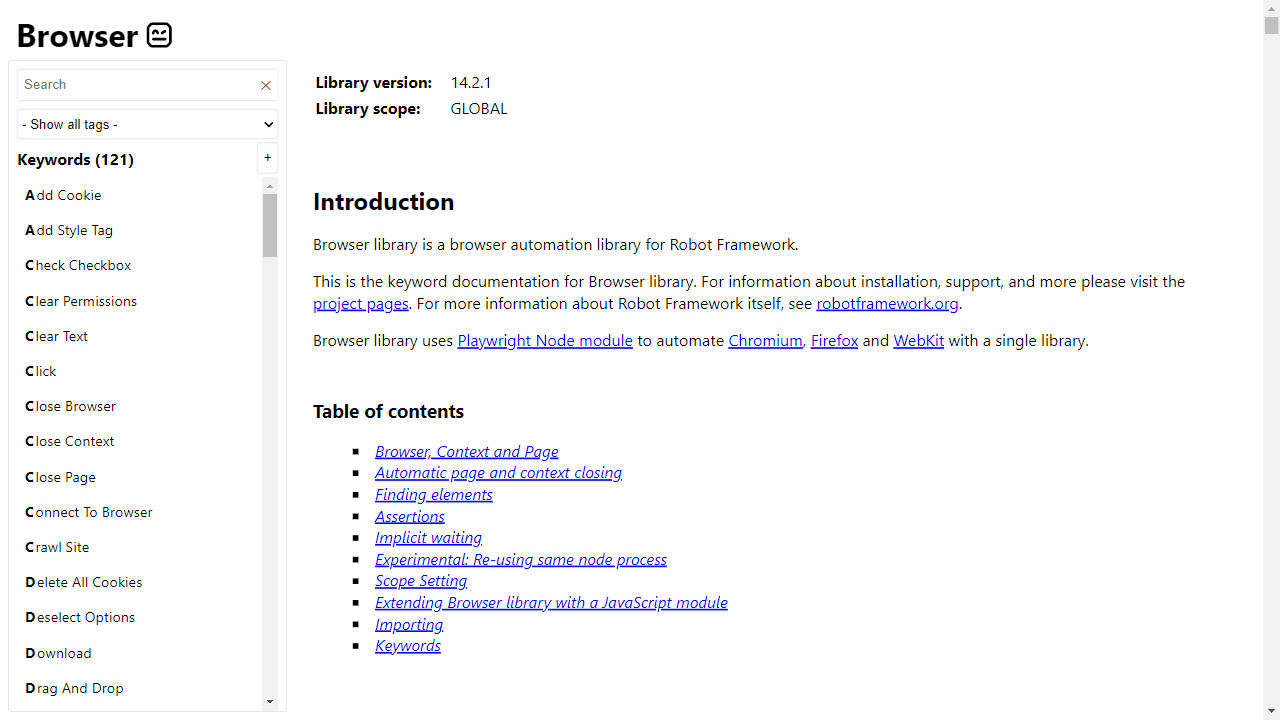 Browser
Search
- Show all tags -
Keywords (121)
+
Add Cookie
Add Style Tag
Check Checkbox
Clear Permissions
Clear Text
Click
Close Browser
Close Context
Close Page
Connect To Browser
Crawl Site
Delete All Cookies
Deselect Options
Download
Drag And Drop
Library version: 14.2.1
Library scope: GLOBAL
Introduction
Browser library is a browser automation library for Robot Framework.
This is the keyword documentation for Browser library. For information about installation, support, and more please visit the
project pages. For more information about Robot Framework itself, see robotframework.org.
Browser library uses Playwright Node module to automate Chromium, Firefox and WebKit with a single library.
Table of contents
Browser, Context and Page
Automatic page and context closing
Finding elements
Assertions
Implicit waiting
Experimental: Re-using same node process
Scope Setting
Extending Browser library with a JavaScript module
Importing
Keywords